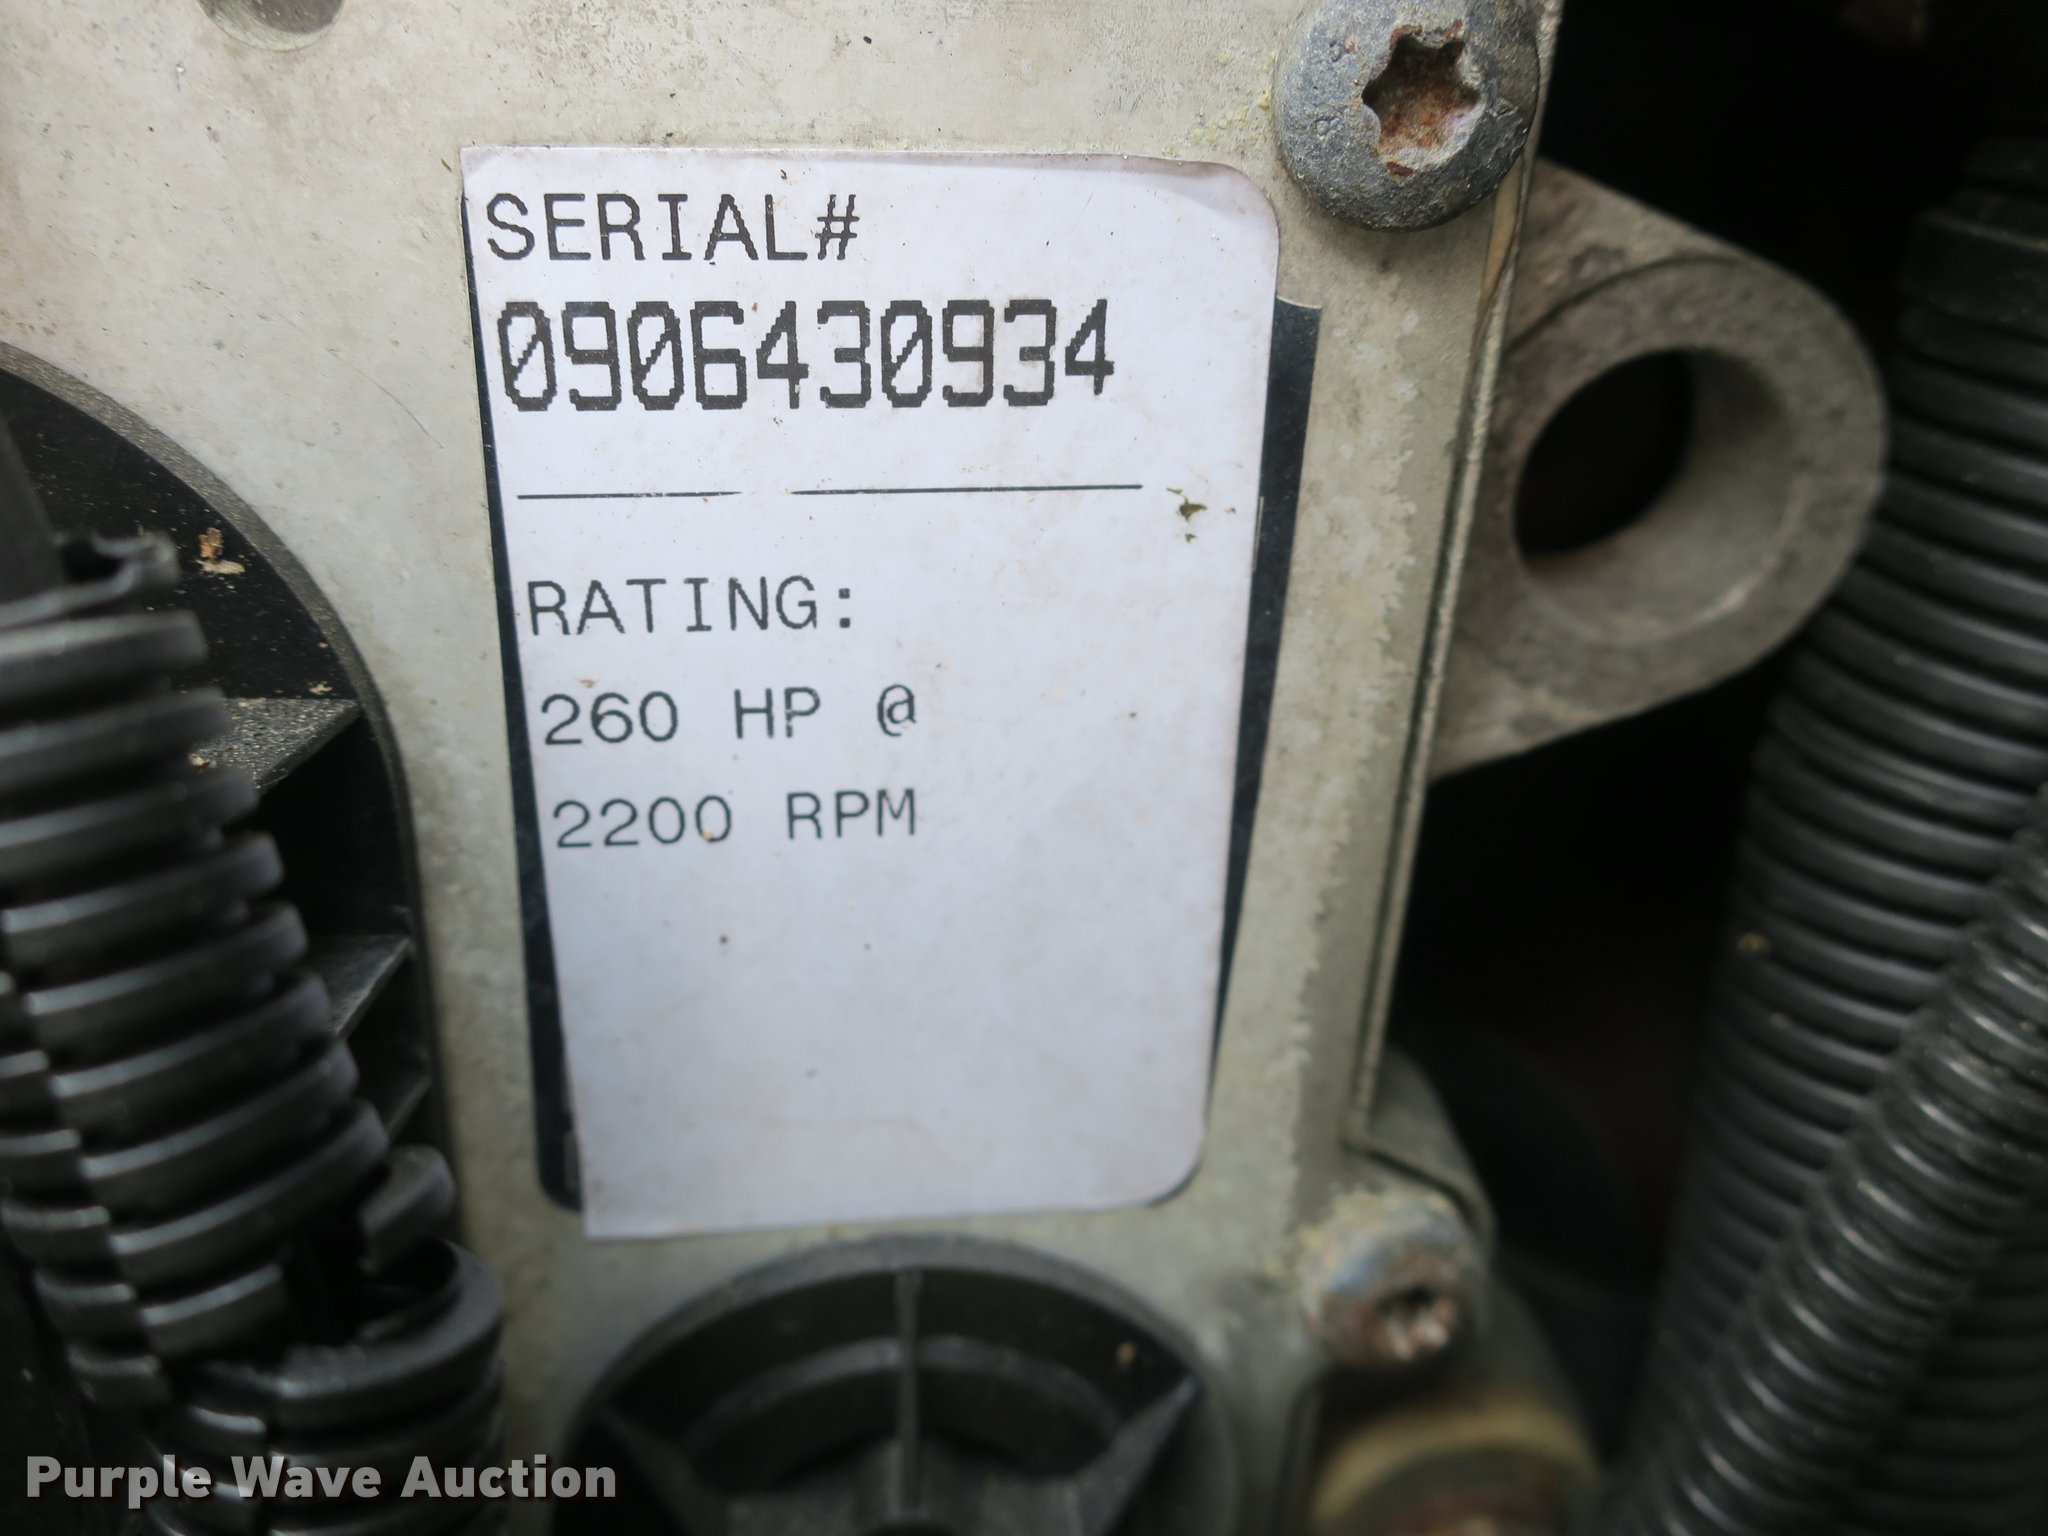 SERIAL#
0906430934
RATING:
260 HP @
2200 RPM
Purple Wave Auction